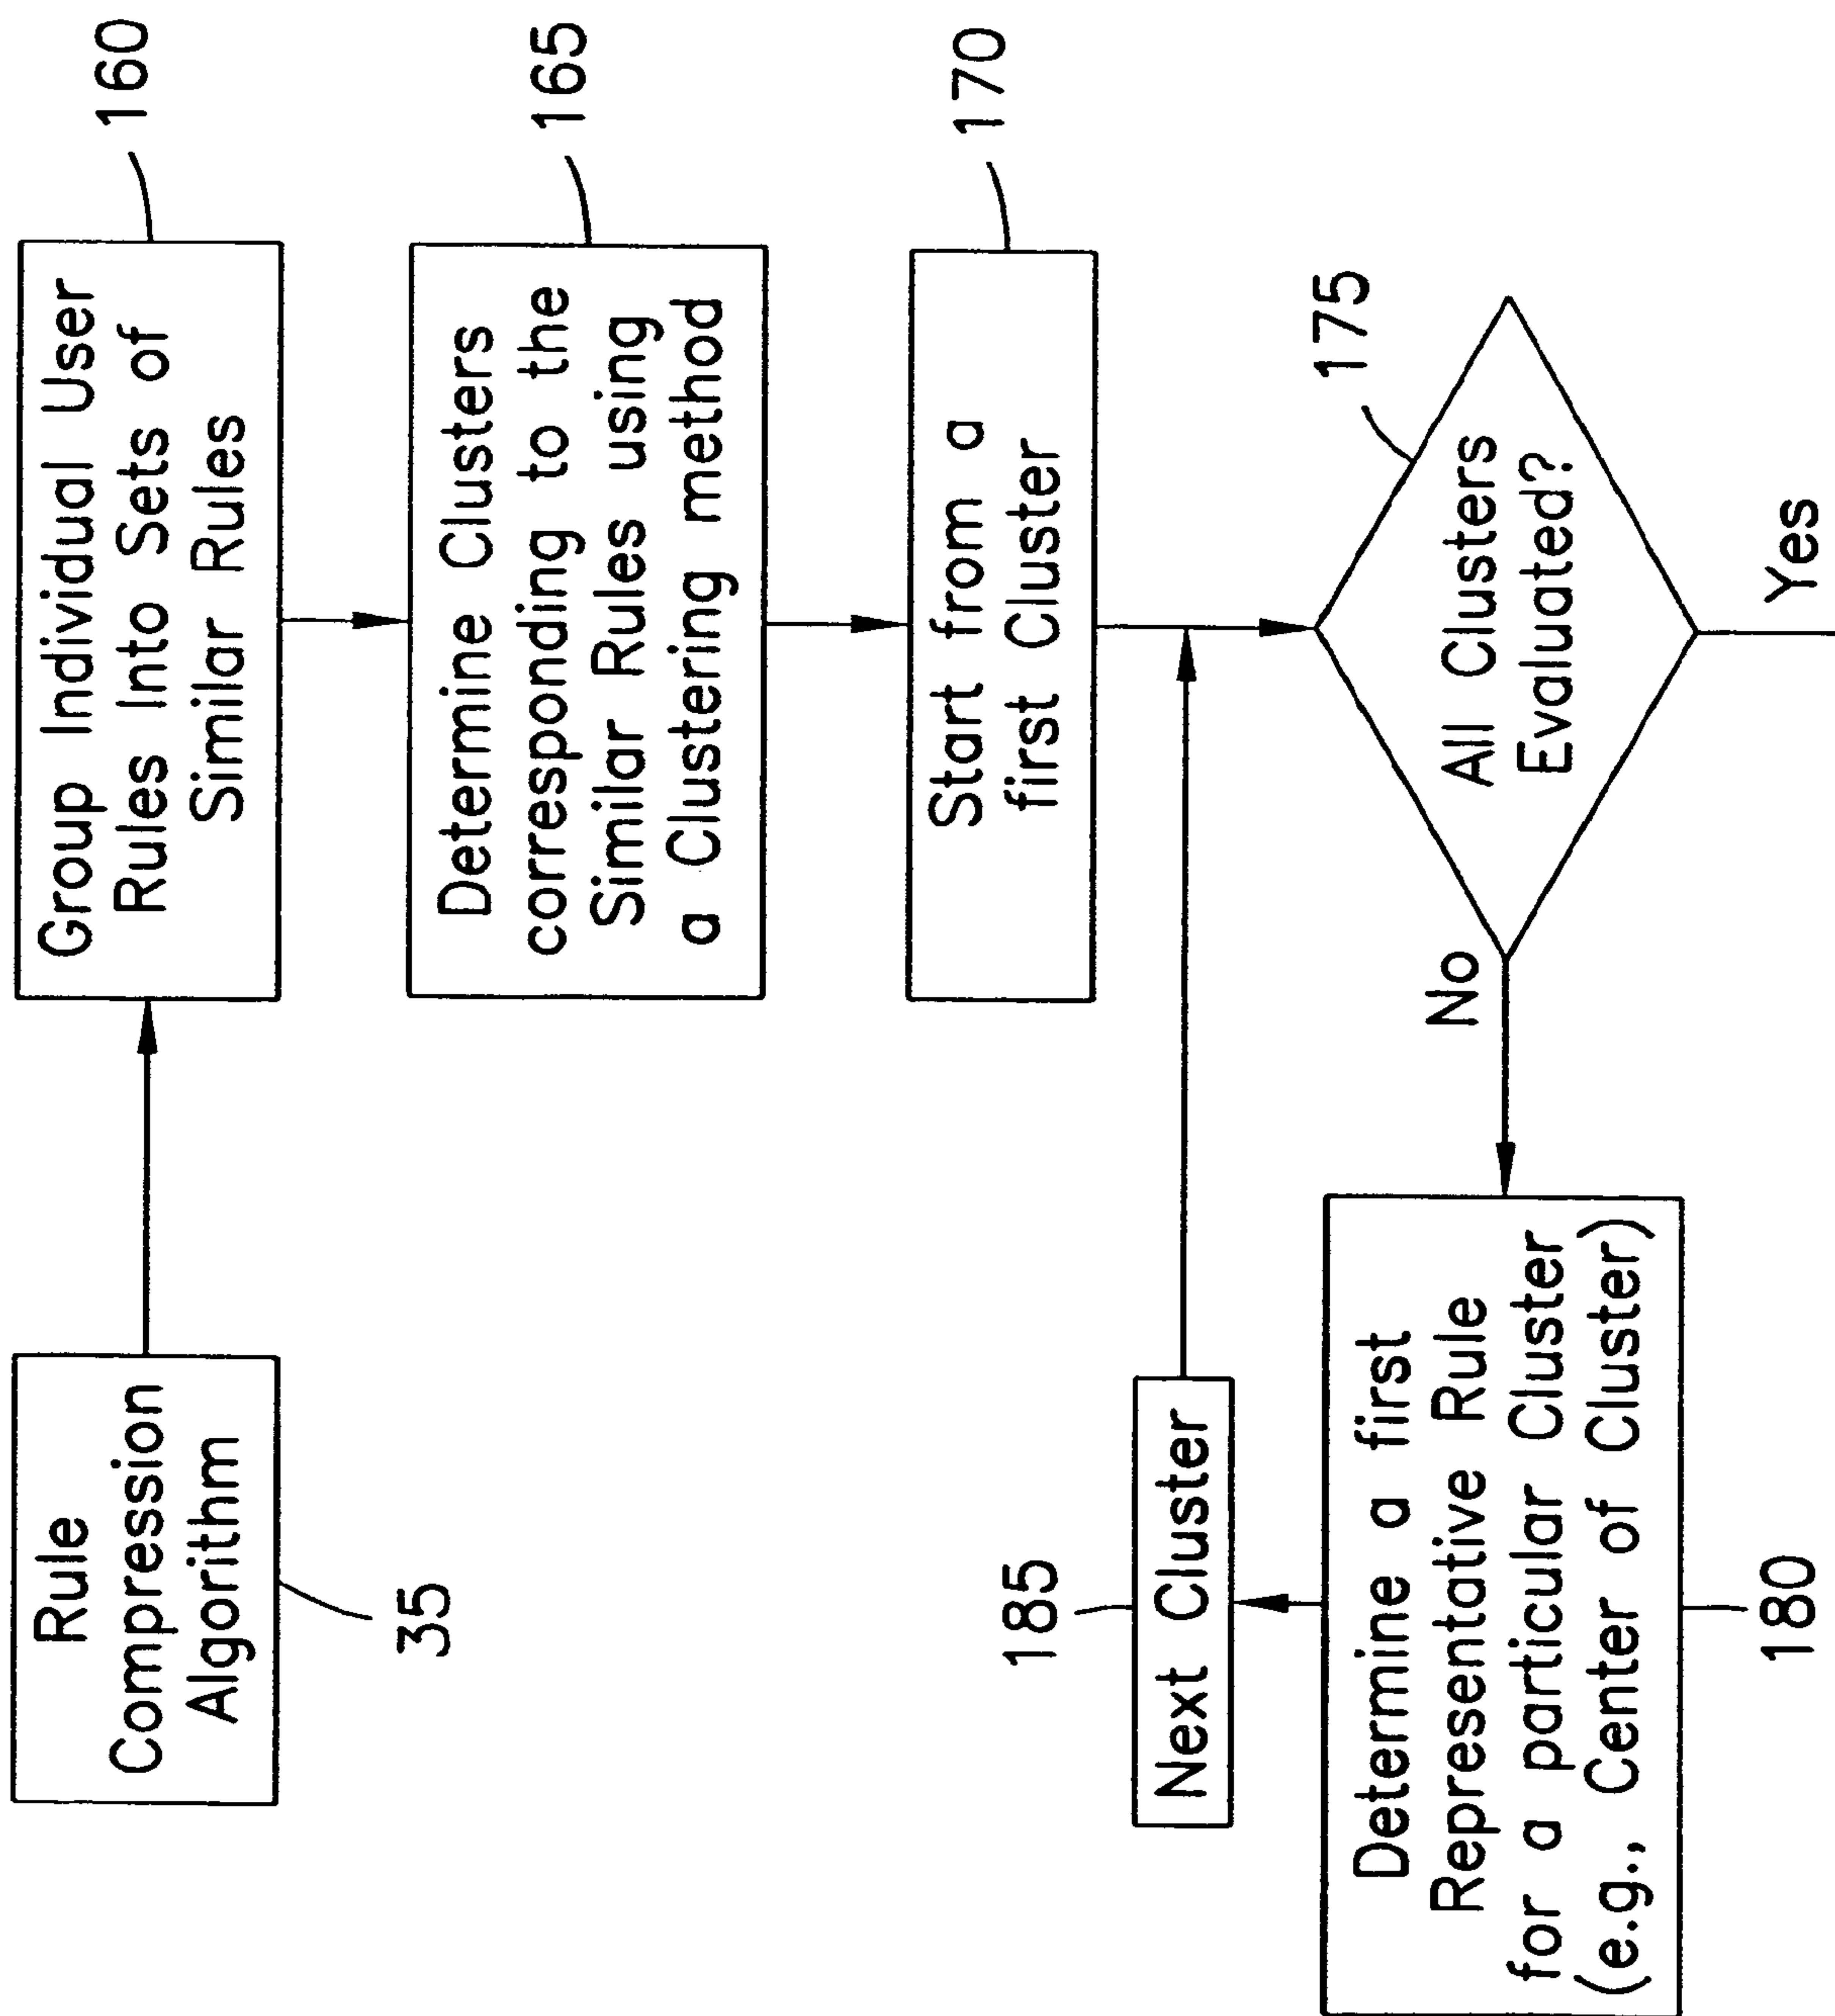 Rule
Compression
Algorithm
35
Group Individual User
Rules Into Sets of
Similar Rules
160
Determine Clusters
corresponding to the
Similar Rules using
a Clustering method
165
Start from a
first Cluster
170
All Clusters
Evaluated?
175
No
Yes
Determine a first
Representative Rule
for a particular Cluster
(e.g., Center of Cluster)
180
Next Cluster
185